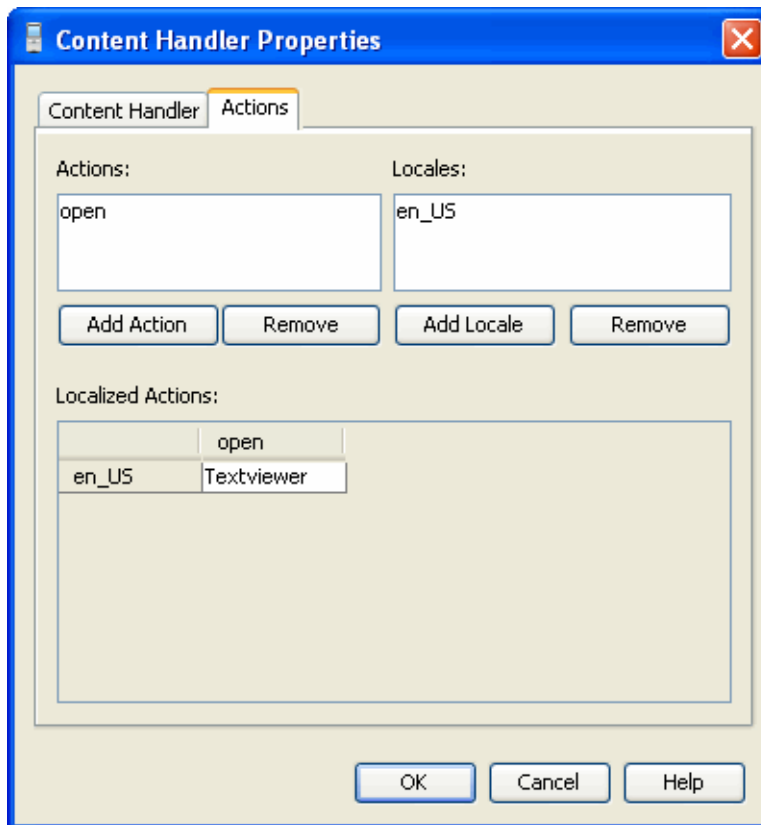 Content Handler Properties
Content Handler Actions
Actions: Locales:
open en_US
Add Action Remove Add Locale Remove
Localized Actions:
open
en_US Textviewer
OK Cancel Help